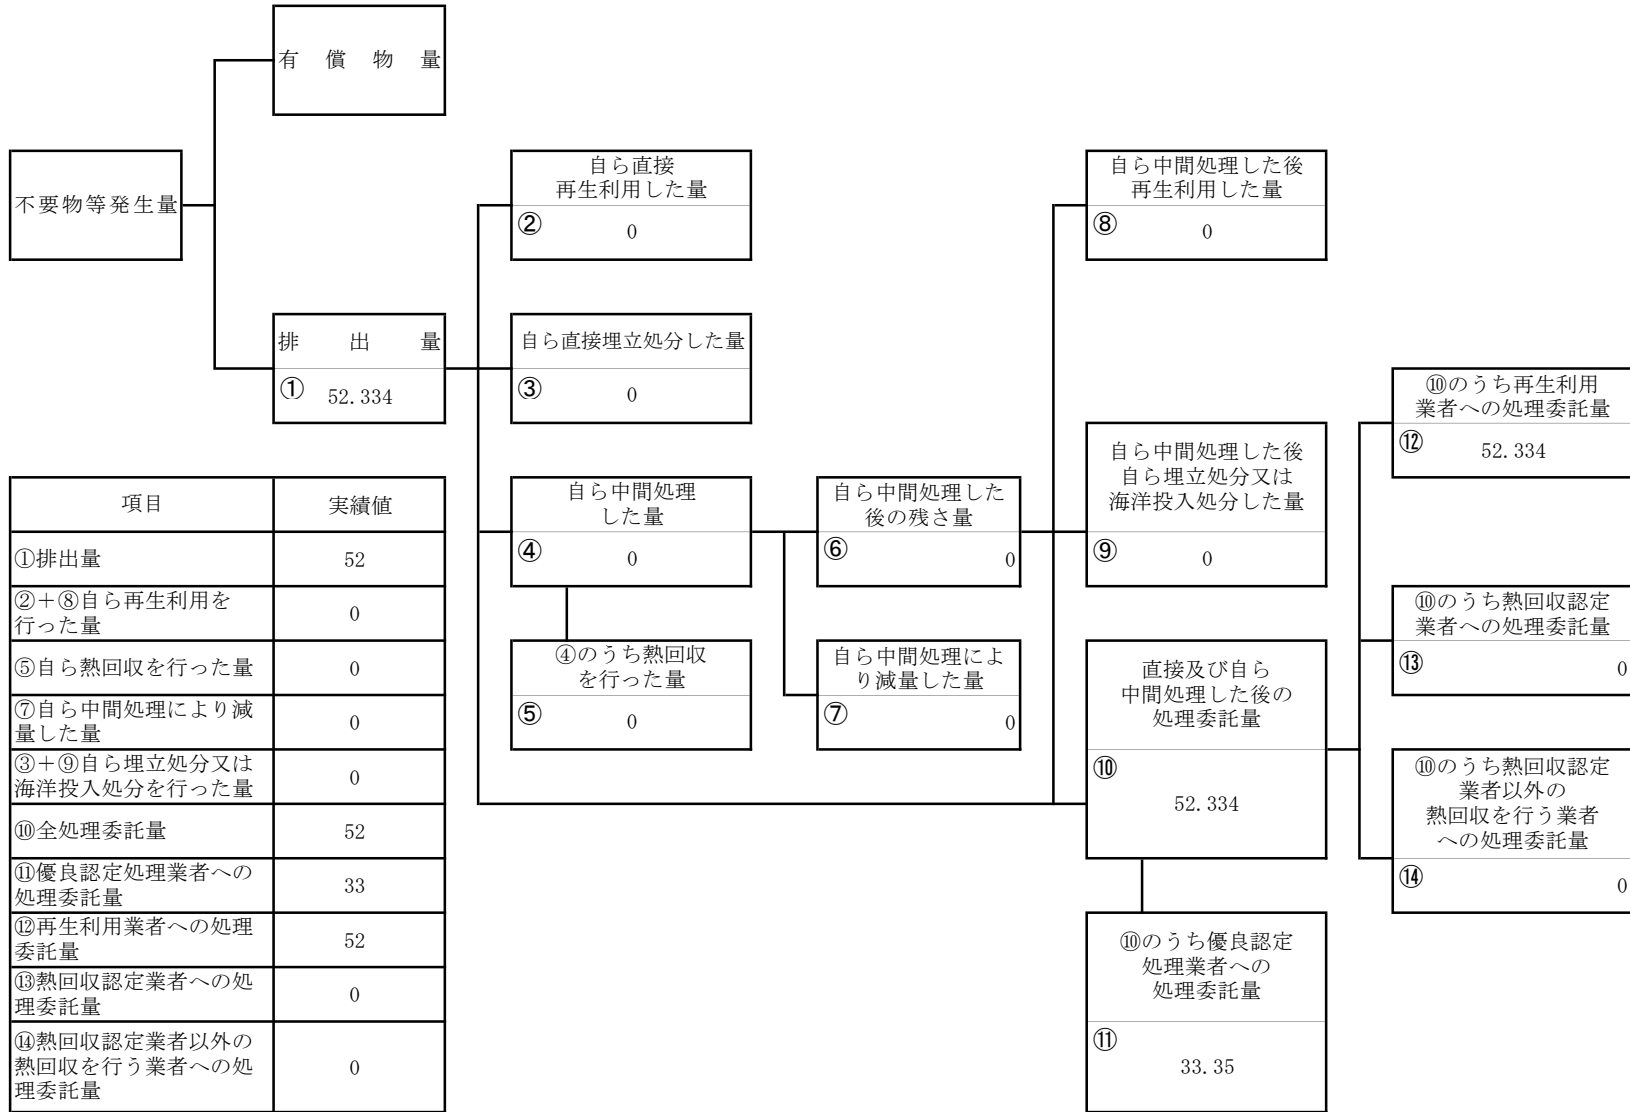 有償物量
不要物等発生量
排出量
① 52.334
自ら直接
再生利用した量
② 0
自ら直接埋立処分した量
③ 0
自ら中間処理
した量
④ 0
④のうち熱回収
を行った量
⑤ 0
自ら中間処理した
後の残さ量
⑥ 0
自ら中間処理によ
り減量した量
⑦ 0
自ら中間処理した後
再生利用した量
⑧ 0
自ら中間処理した後
自ら埋立処分又は
海洋投入処分した量
⑨ 0
直接及び自ら
中間処理した後の
処理委託量
⑩
52.334
⑩のうち優良認定
処理業者への
処理委託量
⑪
33.35
⑩のうち再生利用
業者への処理委託量
⑫ 52.334
⑩のうち熱回収認定
業者への処理委託量
⑬ 0
⑩のうち熱回収認定
業者以外の
熱回収を行う業者
への処理委託量
⑭ 0
項目 実績値
①排出量 52
②+⑧自ら再生利用を
行った量 0
⑤自ら熱回収を行った量 0
⑦自ら中間処理により減
量した量 0
③+⑨自ら埋立処分又は
海洋投入処分を行った量 0
⑩全処理委託量 52
⑪優良認定処理業者への
処理委託量 33
⑫再生利用業者への処理
委託量 52
⑬熱回収認定業者への処
理委託量 0
⑭熱回収認定業者以外の
熱回収を行う業者への処
理委託量 0